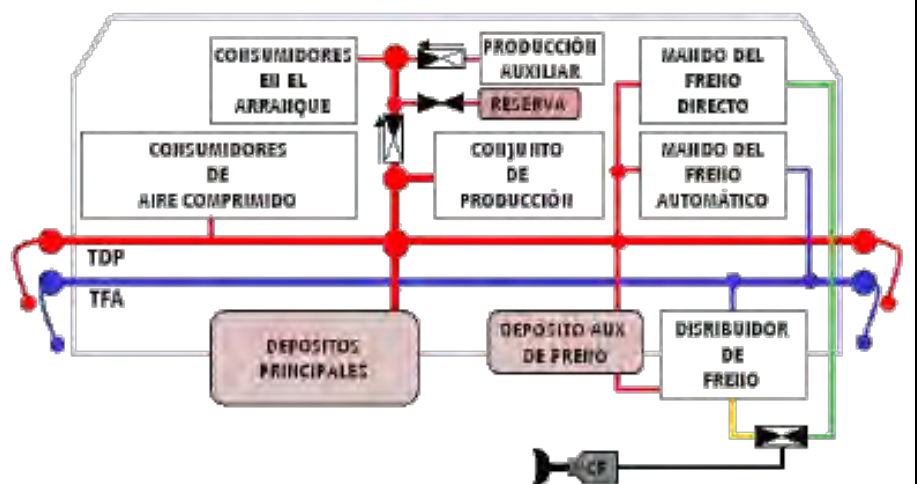 CONSUMIDORES
EN EL
ARRANQUE
PRODUCCIÓN
AUXILIAR
RESERVA
MANDO DEL
FRENO
DIRECTO
CONSUMIDORES
DE
AIRE COMPRIMIDO
CONJUNTO
DE
PRODUCCIÓN
MANDO DEL
FRENO
AUTOMÁTICO
TDP
TFA
DEPOSITOS
PRINCIPALES
DEPOSITO AUX
DE FRENO
DISRIBUIDOR
DE
FRENO
CF